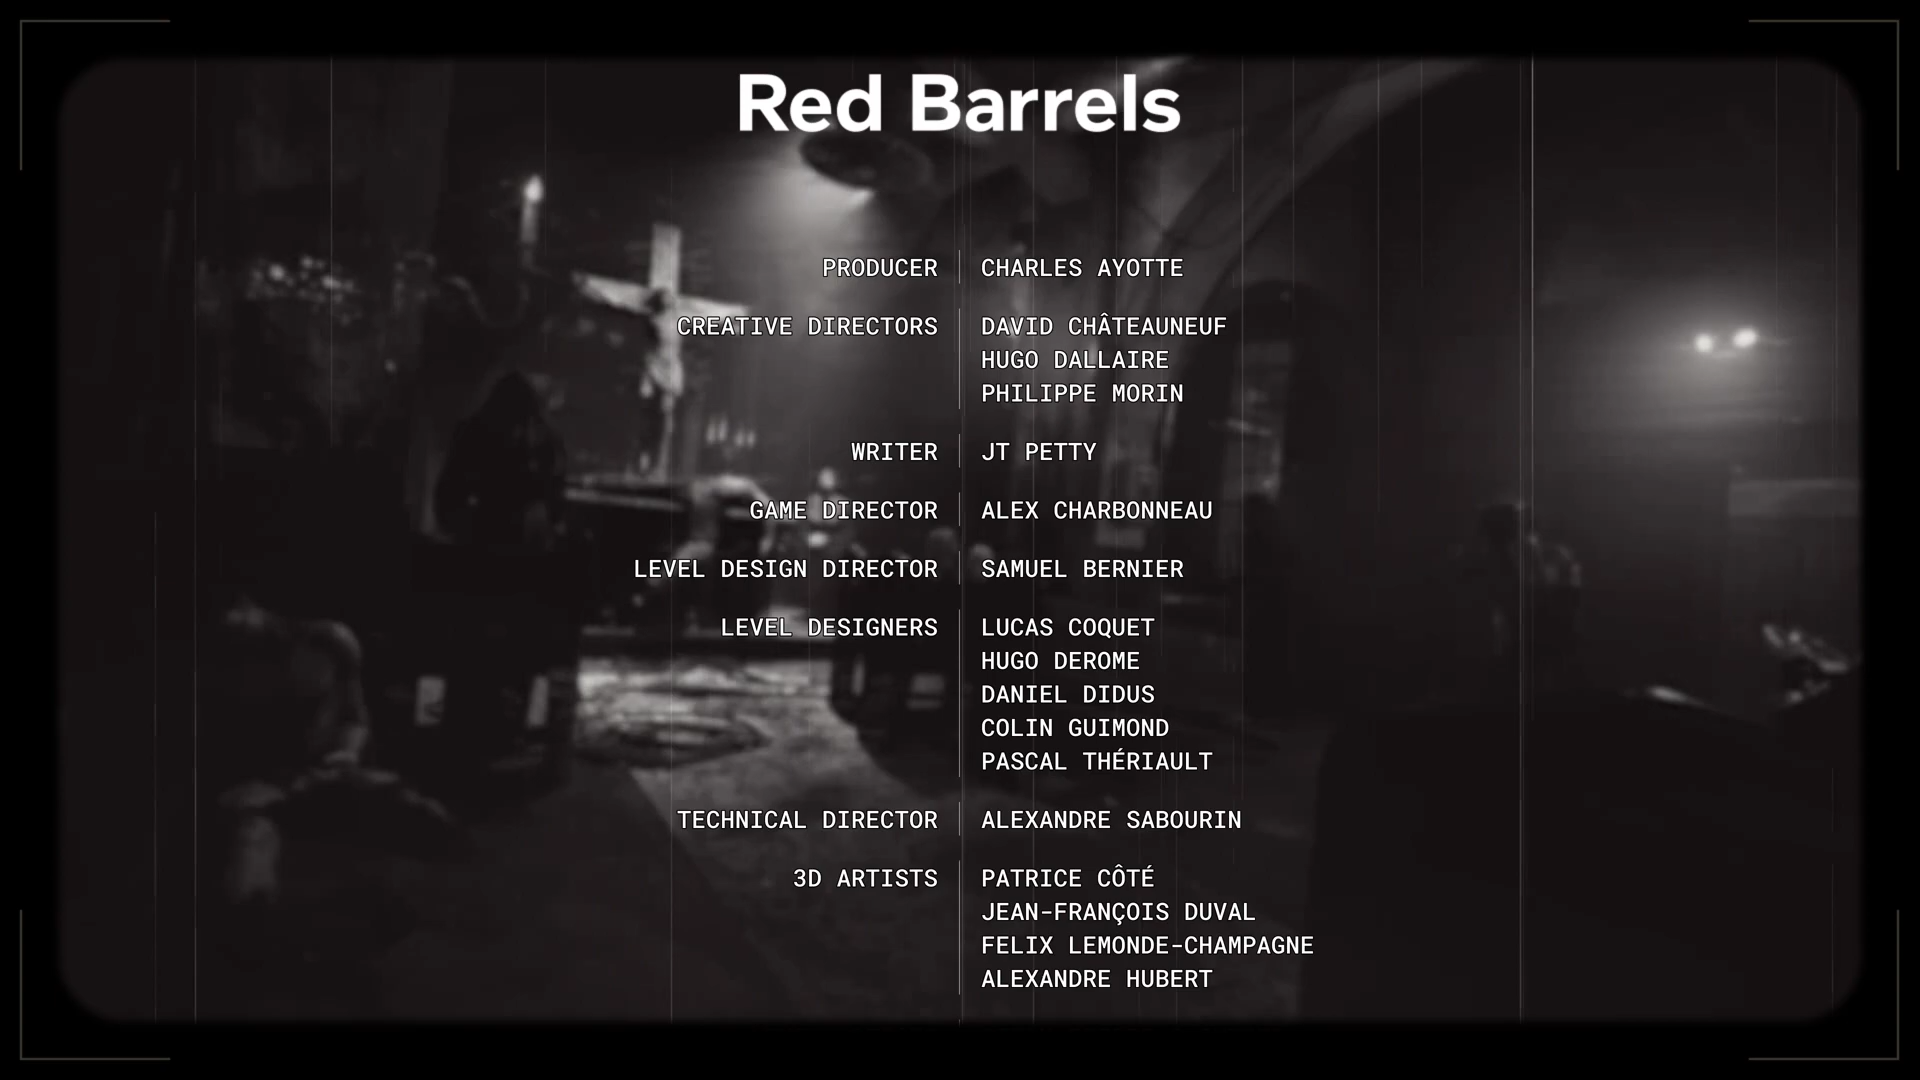 Red Barrels
PRODUCER CHARLES AYOTTE
CREATIVE DIRECTORS DAVID CHÂTEAUNEUF
HUGO DALLAIRE
PHILIPPE MORIN
WRITER JT PETTY
GAME DIRECTOR ALEX CHARBONNEAU
LEVEL DESIGN DIRECTOR SAMUEL BERNIER
LEVEL DESIGNERS LUCAS COQUET
HUGO DEROME
DANIEL DIDUS
COLIN GUIMOND
PASCAL THÉRIAULT
TECHNICAL DIRECTOR ALEXANDRE SABOURIN
3D ARTISTS PATRICE CÔTÉ
JEAN-FRANÇOIS DUVAL
FELIX LEMONDE-CHAMPAGNE
ALEXANDRE HUBERT